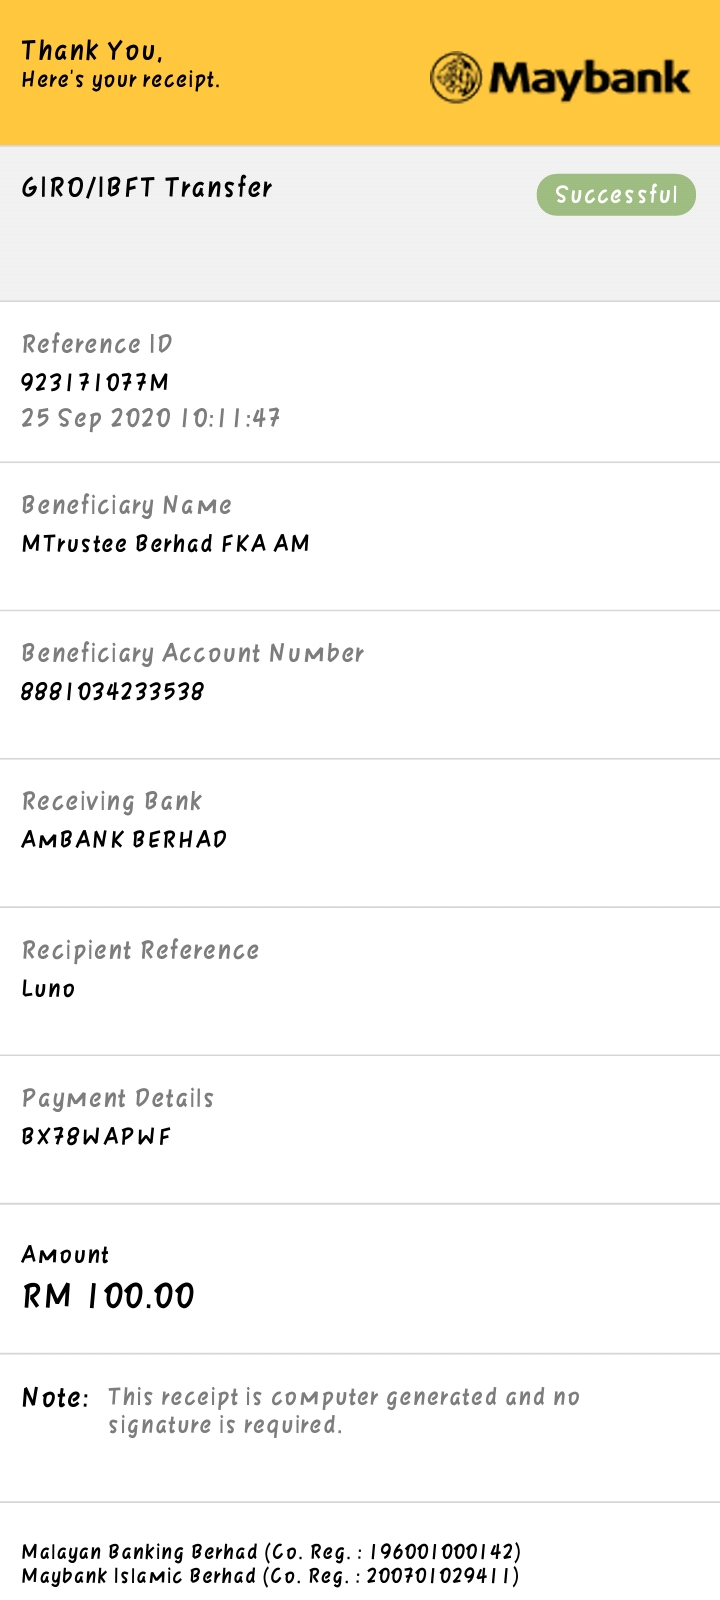 Thank You,
Here's your receipt.
Maybank
GIRO/IBFT Transfer
Successful
Reference ID
923171077M
25 Sep 2020 10:11:47
Beneficiary Name
MTrustee Berhad FKA AM
Beneficiary Account Number
8881034233538
Receiving Bank
AmBANK BERHAD
Recipient Reference
Luno
Payment Details
BX78WAPWF
Amount
RM 100.00
Note: This receipt is computer generated and no
signature is required.
Malayan Banking Berhad (Co. Reg. : 196001000142)
Maybank Islamic Berhad (Co. Reg. : 200701029411)